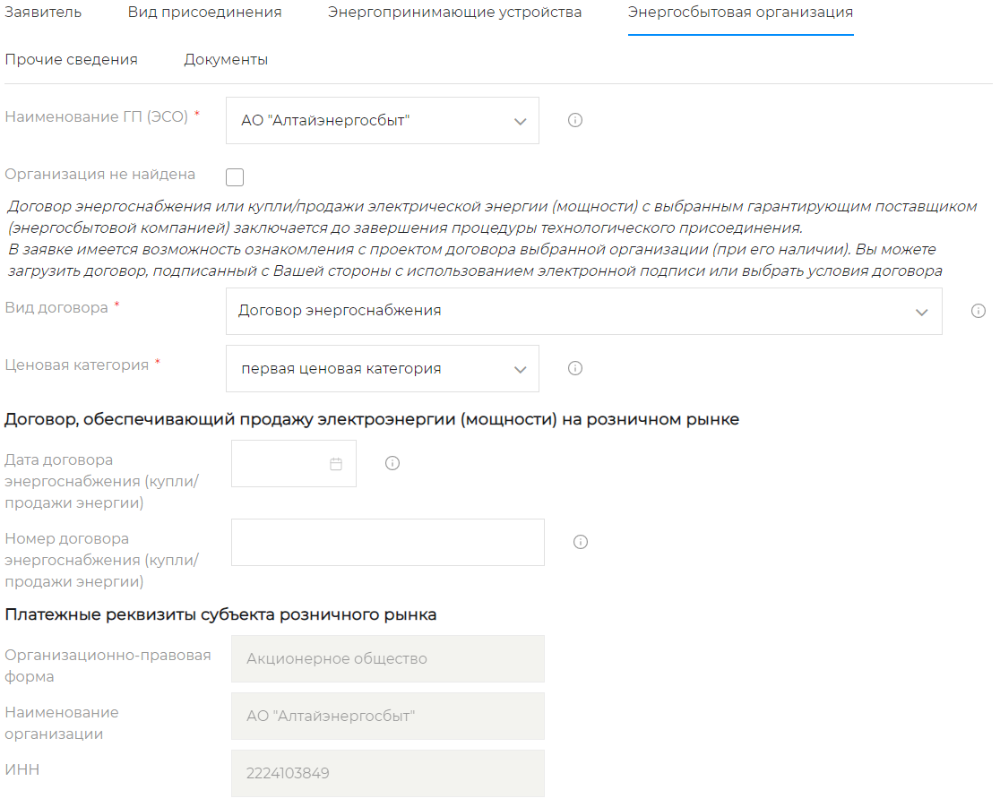 Заявитель Вид присоединения Энергопринимающие устройства Энергосбытовая организация
Прочие сведения Документы
Наименование ГП (ЭСО) * АО "Алтайэнергосбыт"
Организация не найдена
Договор энергоснабжения или купли/продажи электрической энергии (мощности) с выбранным гарантирующим поставщиком
(энергосбытовой компанией) заключается до завершения процедуры технологического присоединения.
В заявке имеется возможность ознакомления с проектом договора выбранной организации (при его наличии). Вы можете
загрузить договор, подписанный с Вашей стороны с использованием электронной подписи или выбрать условия договора
Вид договора * Договор энергоснабжения
Ценовая категория * первая ценовая категория
Договор, обеспечивающий продажу электроэнергии (мощности) на розничном рынке
Дата договора
энергоснабжения (купли/
продажи энергии)
Номер договора
энергоснабжения (купли/
продажи энергии)
Платежные реквизиты субъекта розничного рынка
Организационно-правовая
форма
Акционерное общество
Наименование
организации
АО "Алтайэнергосбыт"
ИНН 2224103849